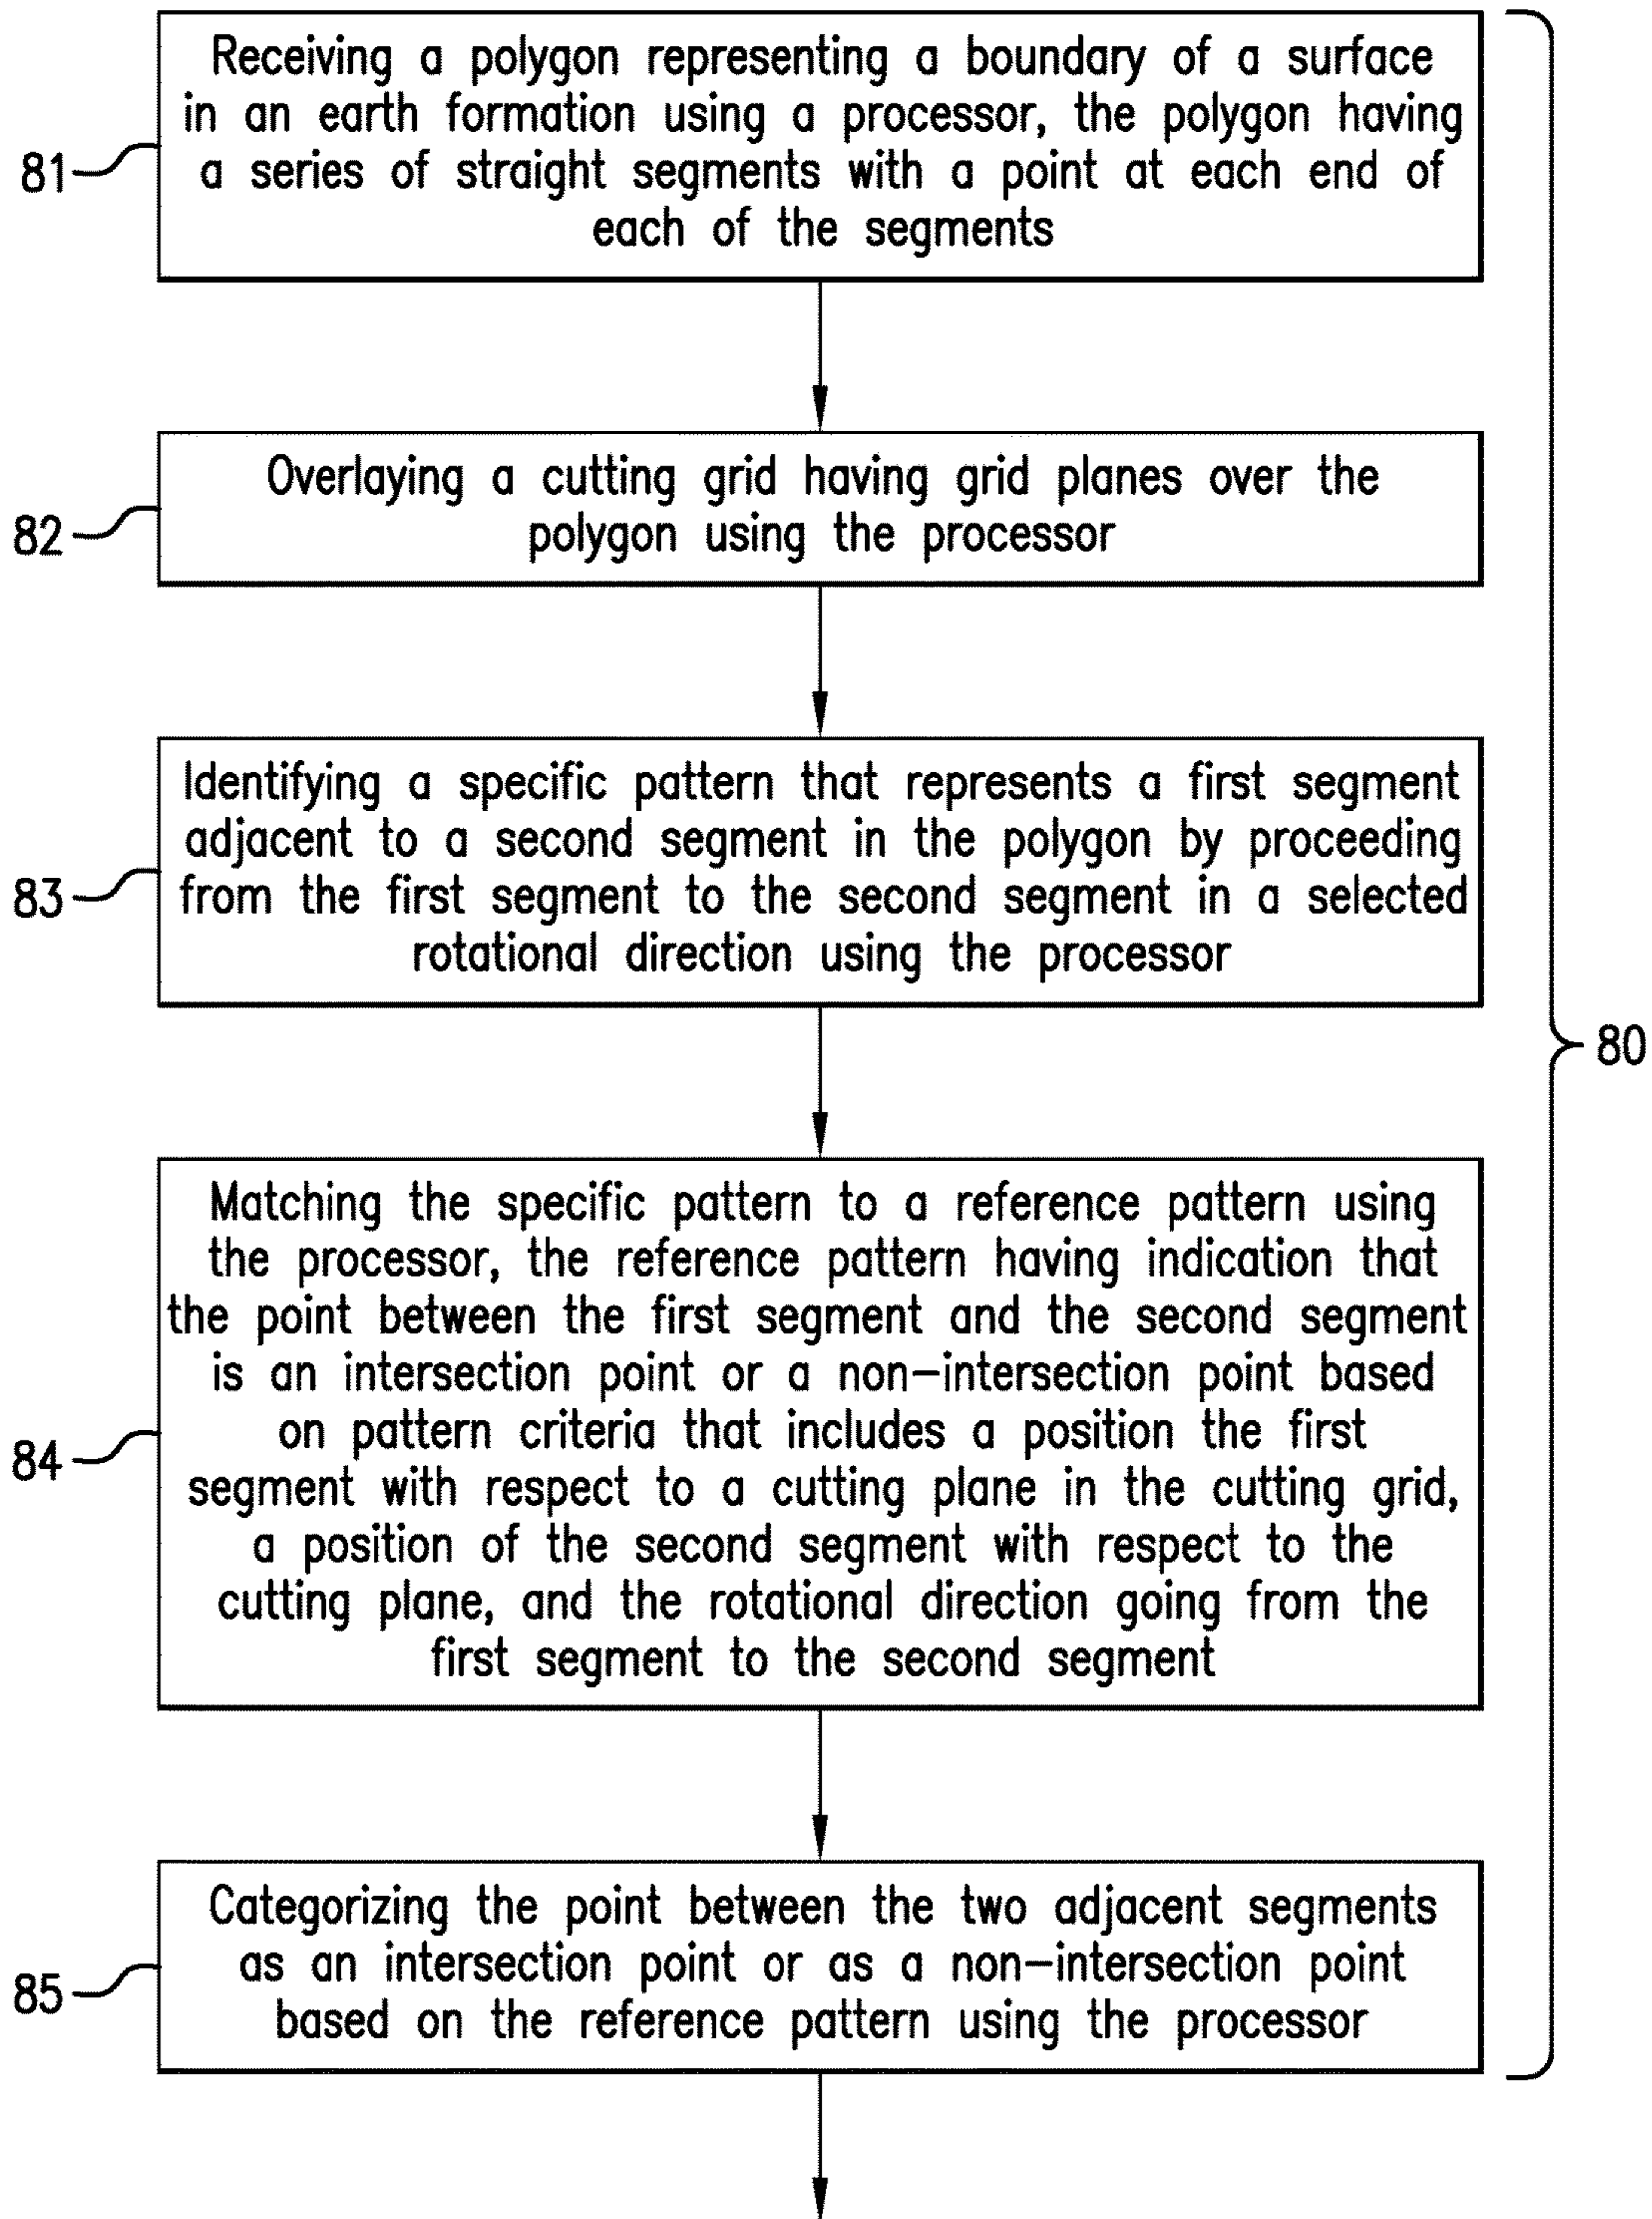 Receiving a polygon representing a boundary of a surface
in an earth formation using a processor, the polygon having
a series of straight segments with a point at each end of
each of the segments
81
Overlaying a cutting grid having grid planes over the
polygon using the processor
82
Identifying a specific pattern that represents a first segment
adjacent to a second segment in the polygon by proceeding
from the first segment to the second segment in a selected
rotational direction using the processor
83
80
Matching the specific pattern to a reference pattern using
the processor, the reference pattern having indication that
the point between the first segment and the second segment
is an intersection point or a non-intersection point based
on pattern criteria that includes a position the first
segment with respect to a cutting plane in the cutting grid,
a position of the second segment with respect to the
cutting plane, and the rotational direction going from the
first segment to the second segment
84
Categorizing the point between the two adjacent segments
as an intersection point or as a non-intersection point
based on the reference pattern using the processor
85